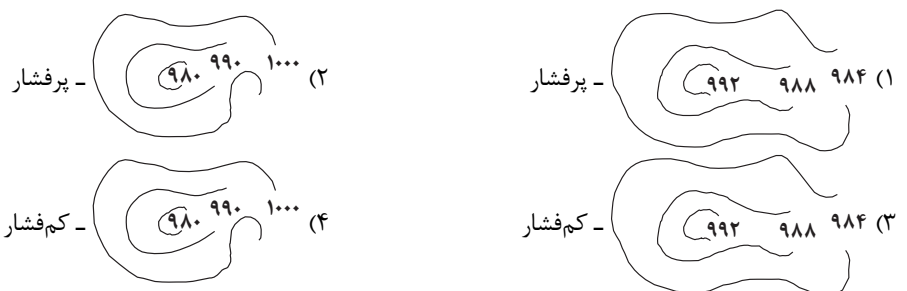 ۱) ۹۸۴ ۹۸۸ ۹۹۲ ـ پرفشار
۲) ۱۰۰۰ ۹۹۰ ۹۸۰ ـ پرفشار
۳) ۹۸۴ ۹۸۸ ۹۹۲ ـ کم‌فشار
۴) ۱۰۰۰ ۹۹۰ ۹۸۰ ـ کم‌فشار